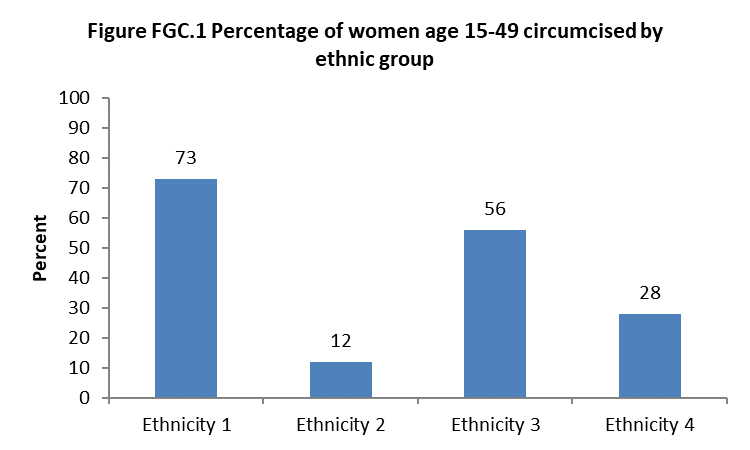 Figure FGC.1 Percentage of women age 15-49 circumcised by
ethnic group
Percent
100
90
80
70
60
50
40
30
20
10
0
73
12
56
28
Ethnicity 1
Ethnicity 2
Ethnicity 3
Ethnicity 4